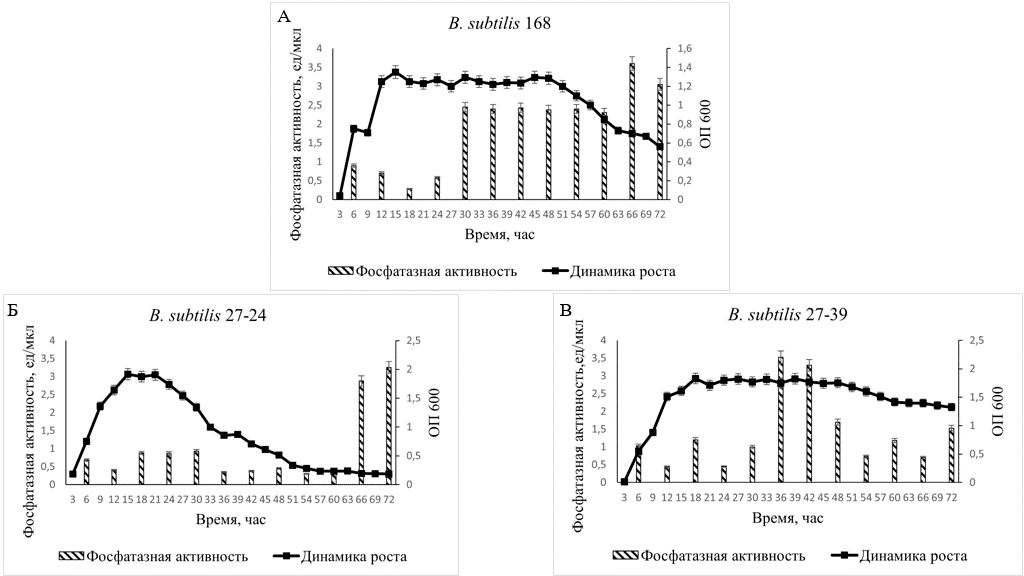 А
B. subtilis 168
Фосфатазная активность, ед/мкл
4
3,5
3
2,5
2
1,5
1
0,5
0
1,6
1,4
1,2
1
0,8
0,6
0,4
0,2
0
ОП 600
3 6 9 12 15 18 21 24 27 30 33 36 39 42 45 48 51 54 57 60 63 66 69 72
Время, час
Фосфатазная активность Динамика роста
Б
B. subtilis 27-24
Фосфатазная активность, ед/мкл
4
3,5
3
2,5
2
1,5
1
0,5
0
2,5
2
1,5
1
0,5
0
ОП 600
3 6 9 12 15 18 21 24 27 30 33 36 39 42 45 48 51 54 57 60 63 66 69 72
Время, час
Фосфатазная активность Динамика роста
В
B. subtilis 27-39
Фосфатазная активность,ед/мкл
4
3,5
3
2,5
2
1,5
1
0,5
0
2,5
2
1,5
1
0,5
0
ОП 600
3 6 9 12 15 18 21 24 27 30 33 36 39 42 45 48 51 54 57 60 63 66 69 72
Время, час
Фосфатазная активность Динамика роста